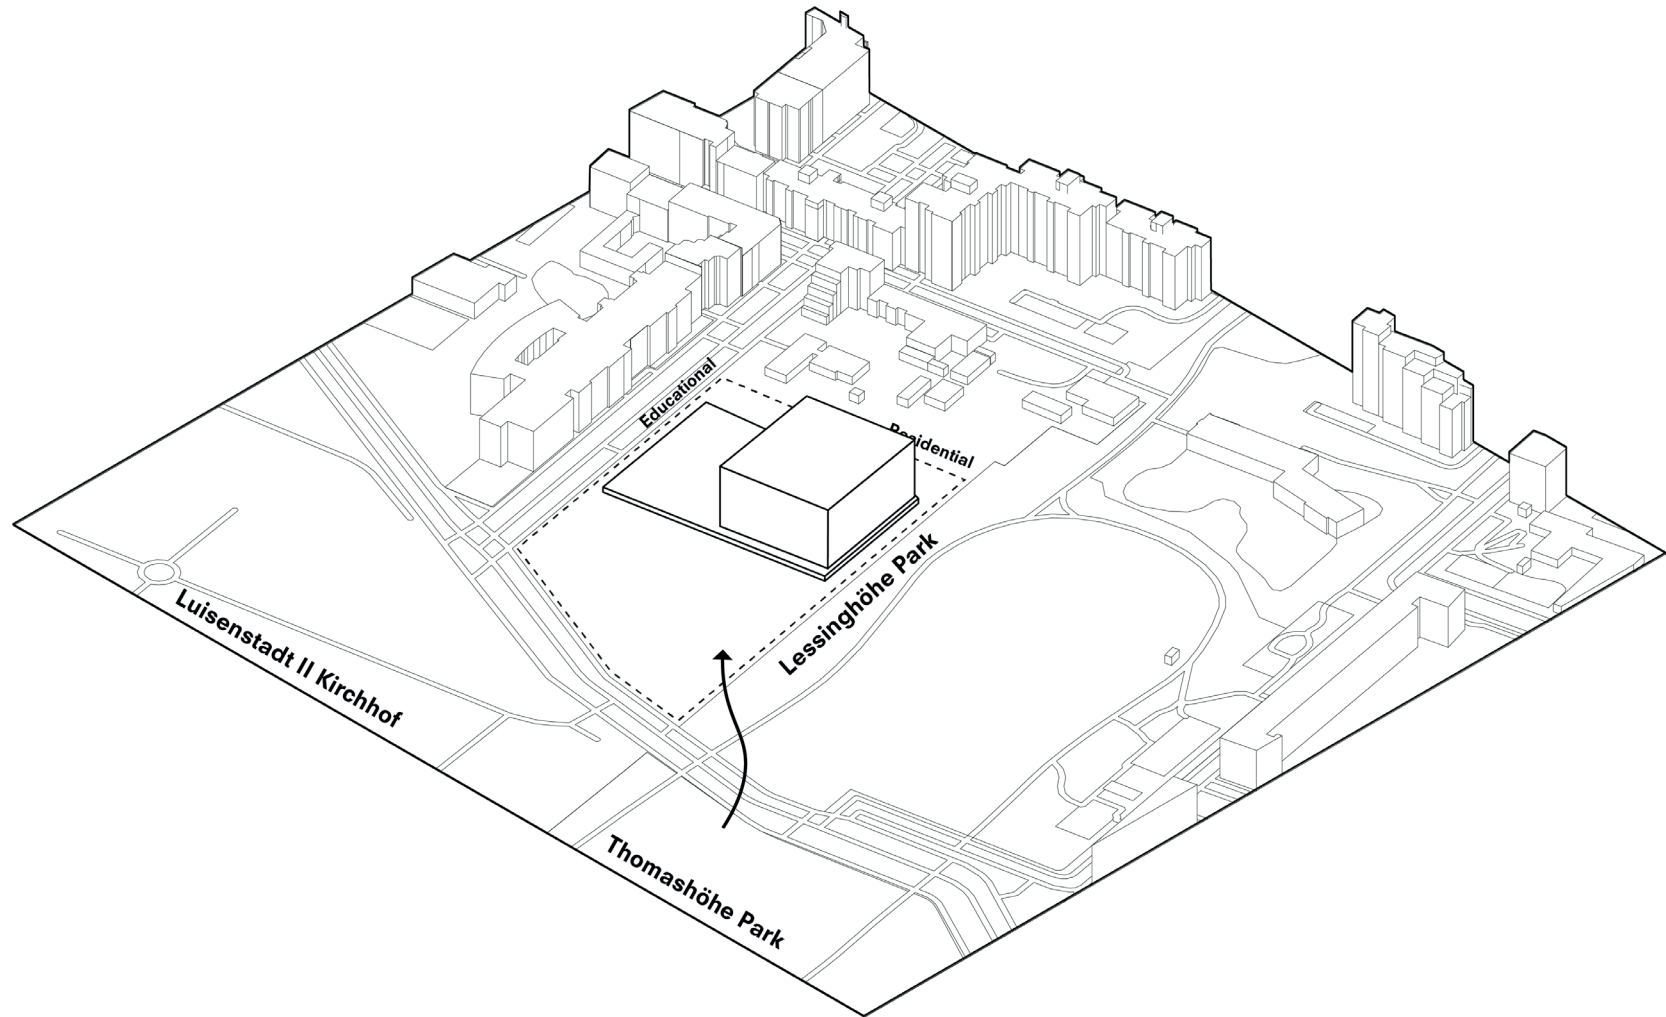 Educational
Residential
Lessinghöhe Park
Luisenstadt II Kirchhof
Thomashöhe Park